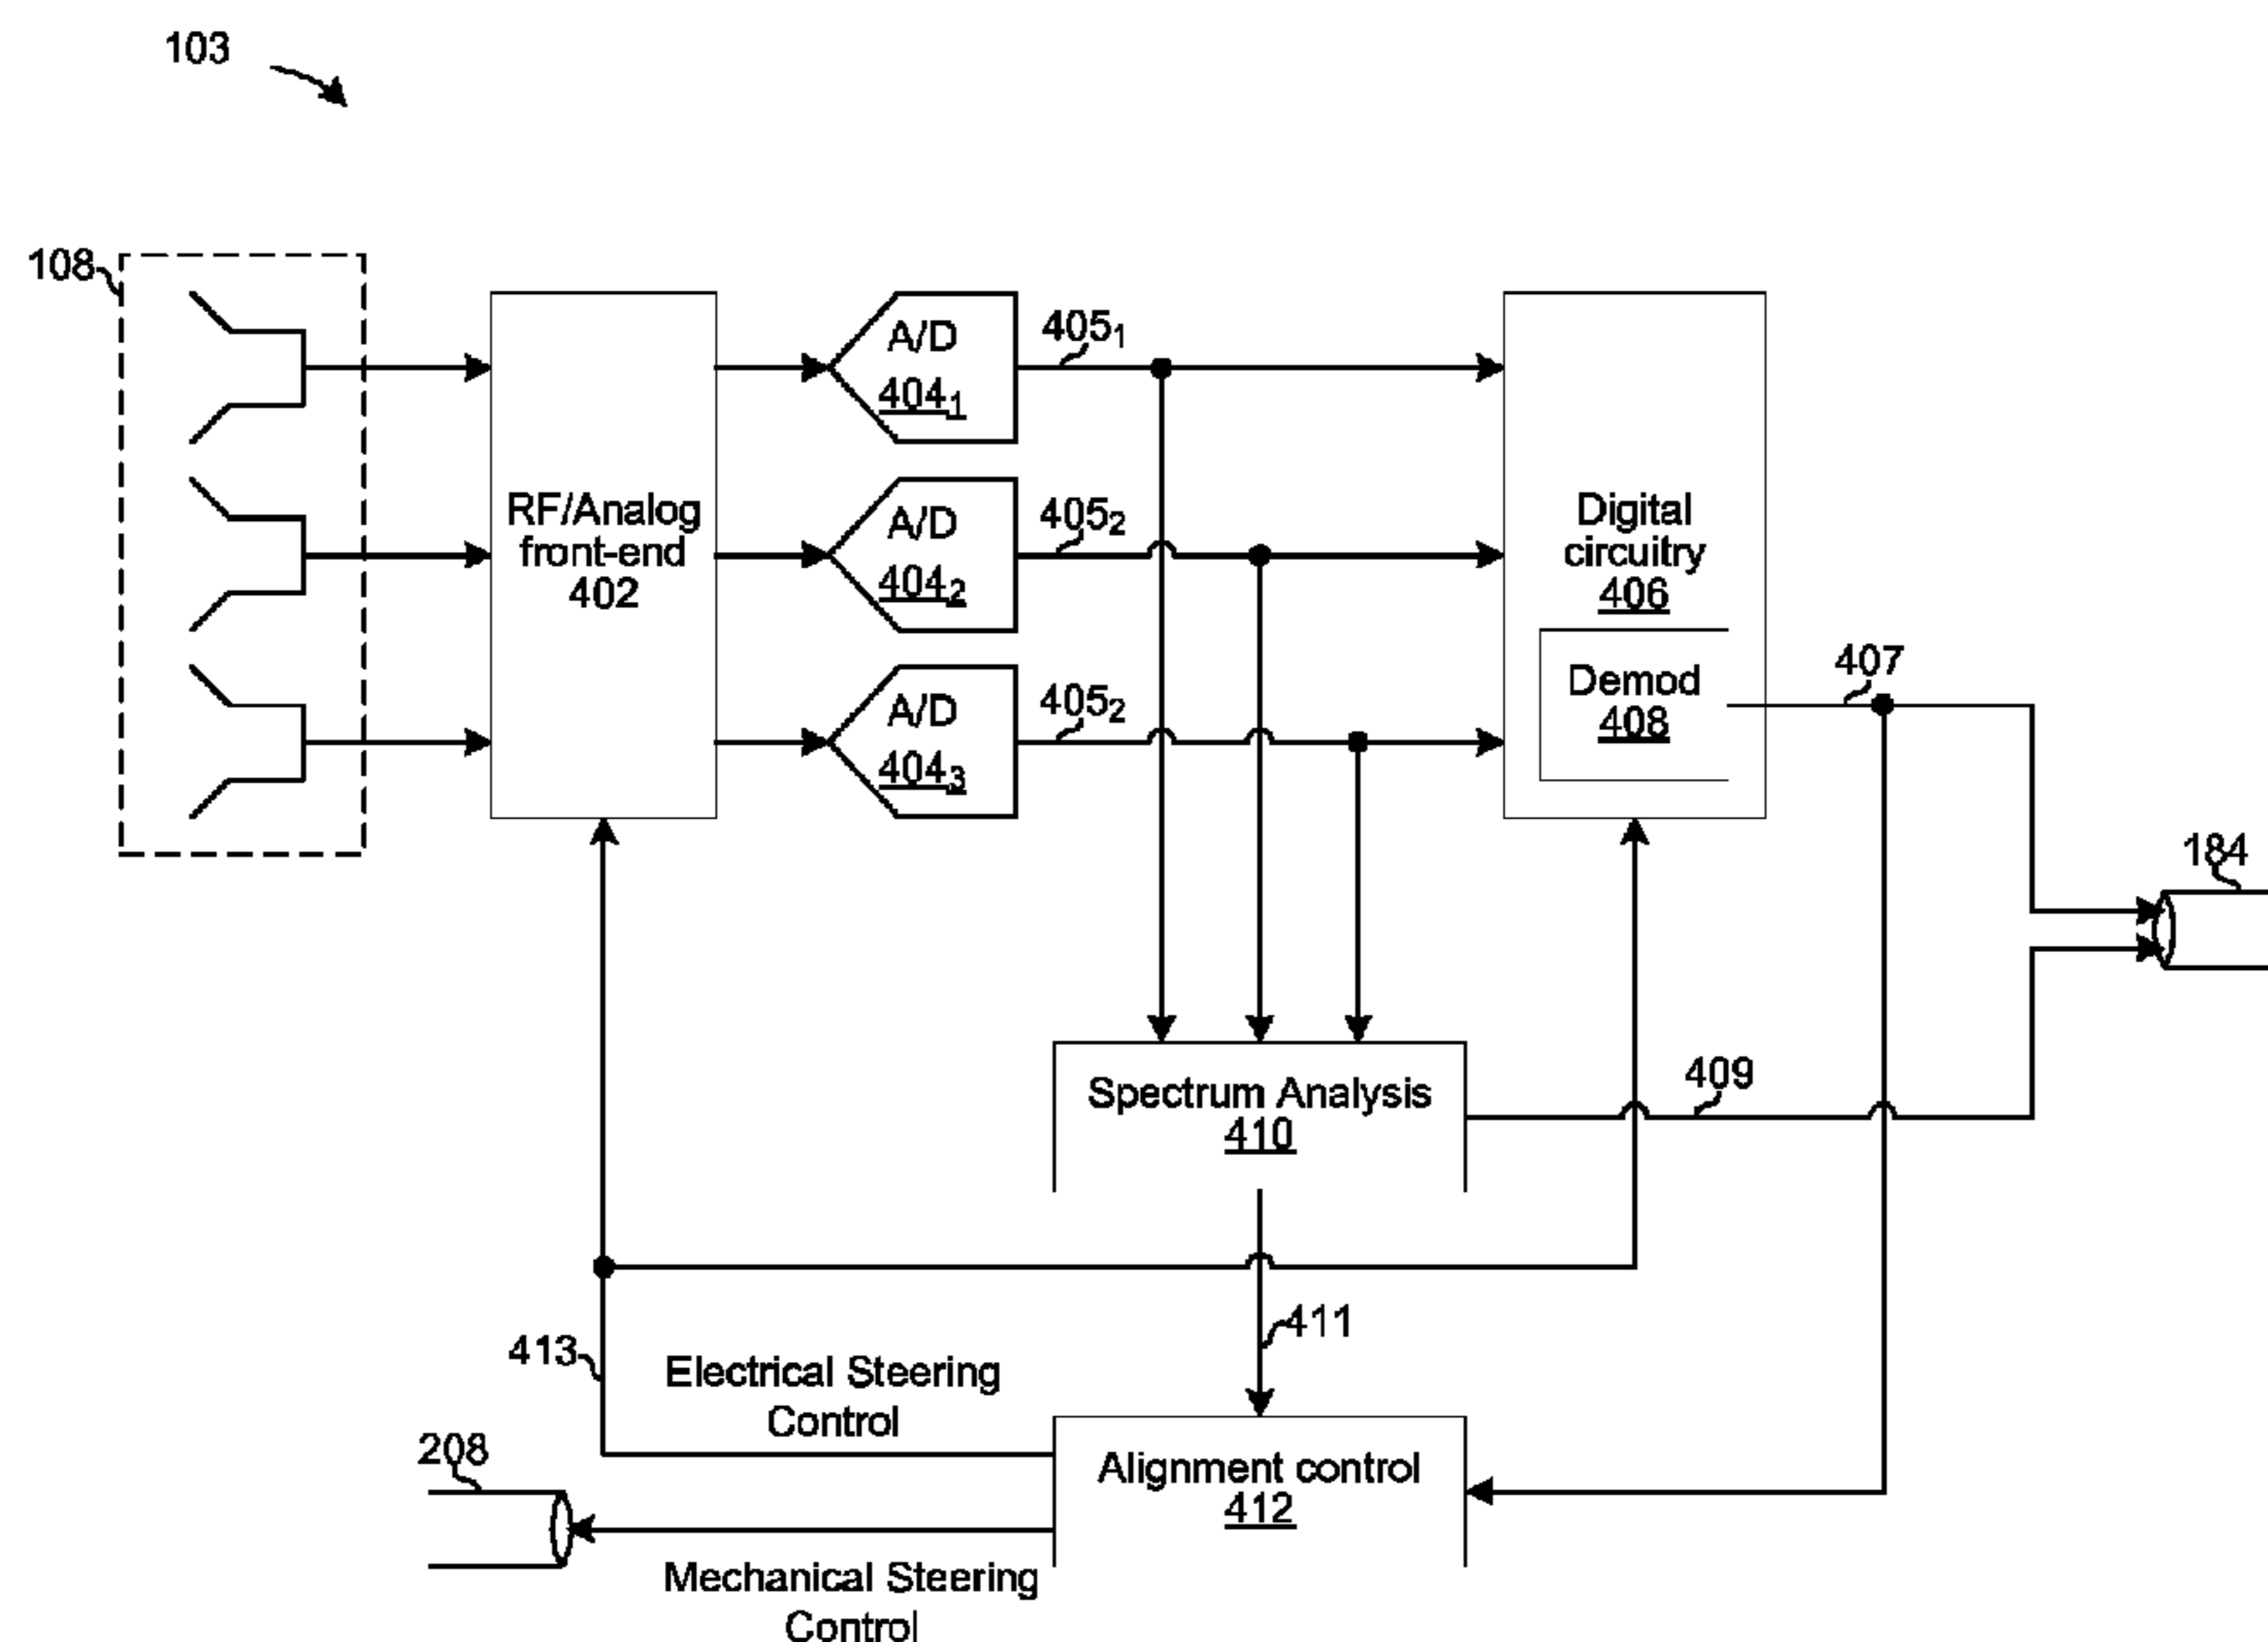 103
108
A/D
404₁
405₁
RF/Analog
front-end
402
A/D
404₂
405₂
Digital
circuitry
406
A/D
404₃
405₂
Demod
408
407
184
Spectrum Analysis
410
409
411
413
Electrical Steering
Control
Alignment control
412
208
Mechanical Steering
Control